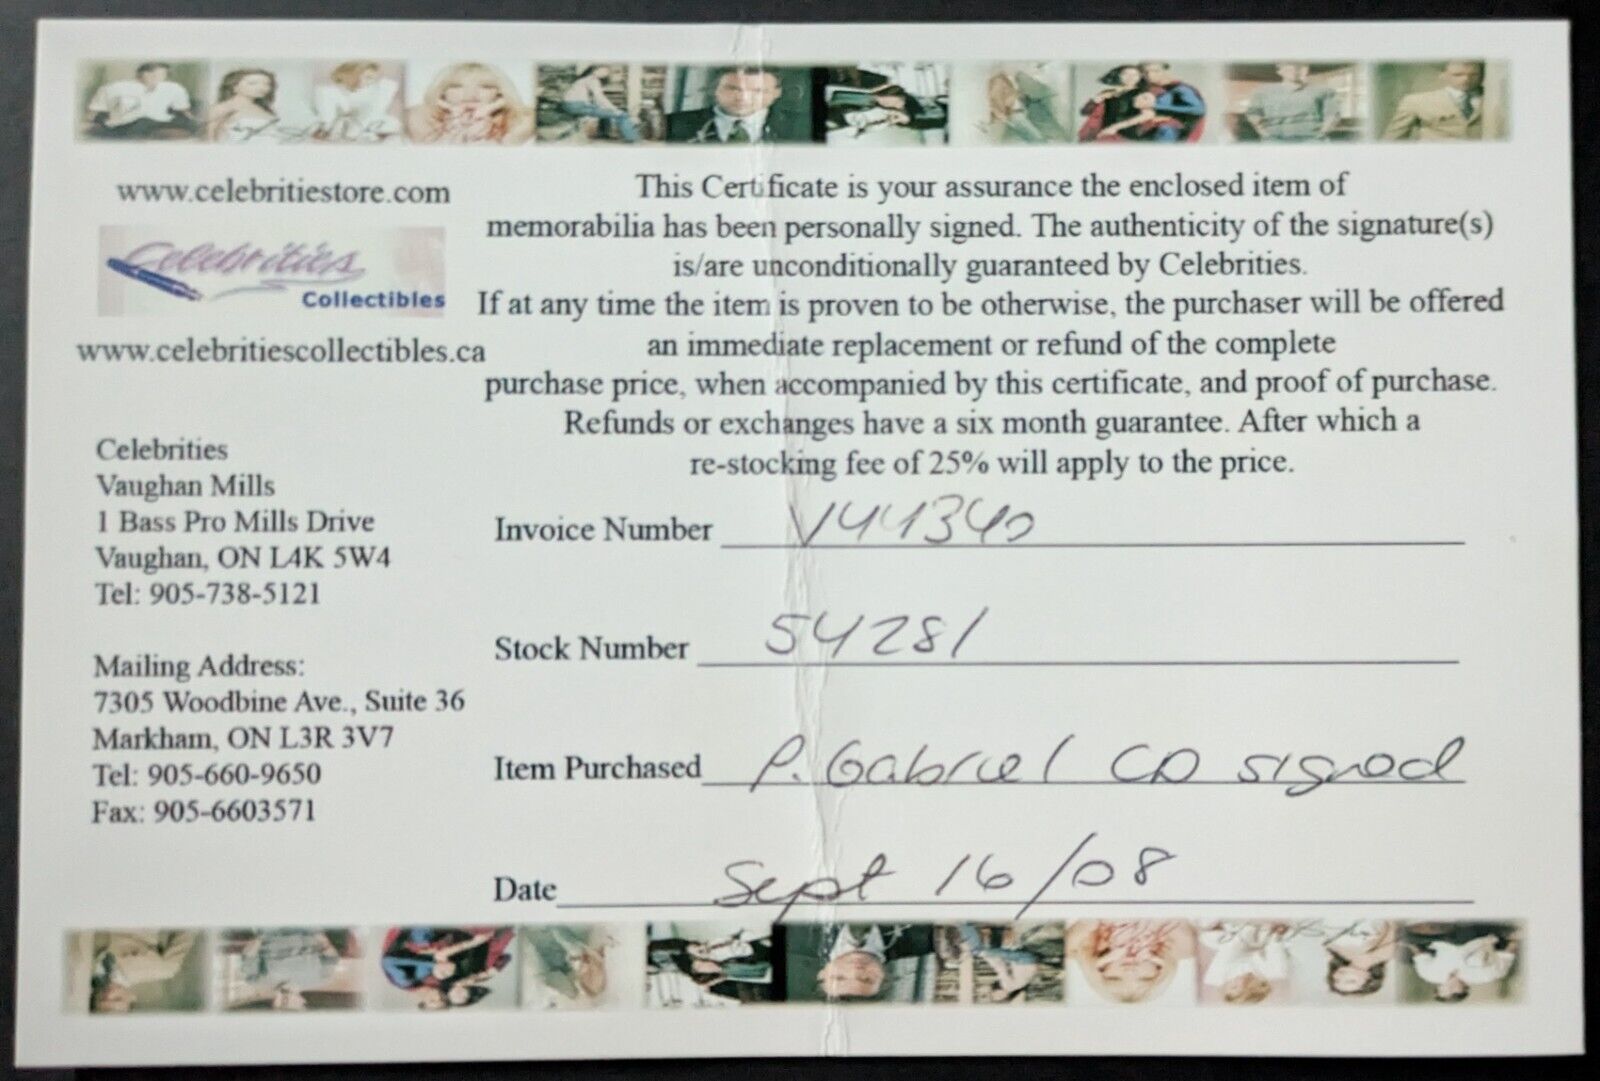 www.celebritiestore.com
Celebrities
Collectibles
www.celebritiescollectibles.ca
Celebrities
Vaughan Mills
1 Bass Pro Mills Drive
Vaughan, ON L4K 5W4
Tel: 905-738-5121
Mailing Address:
7305 Woodbine Ave., Suite 36
Markham, ON L3R 3V7
Tel: 905-660-9650
Fax: 905-6603571
This Certificate is your assurance the enclosed item of
memorabilia has been personally signed. The authenticity of the signature(s)
is/are unconditionally guaranteed by Celebrities.
If at any time the item is proven to be otherwise, the purchaser will be offered
an immediate replacement or refund of the complete
purchase price, when accompanied by this certificate, and proof of purchase.
Refunds or exchanges have a six month guarantee. After which a
re-stocking fee of 25% will apply to the price.
Invoice Number V44340
Stock Number 54281
Item Purchased P. Gabriel CD signed
Date Sept 16/08